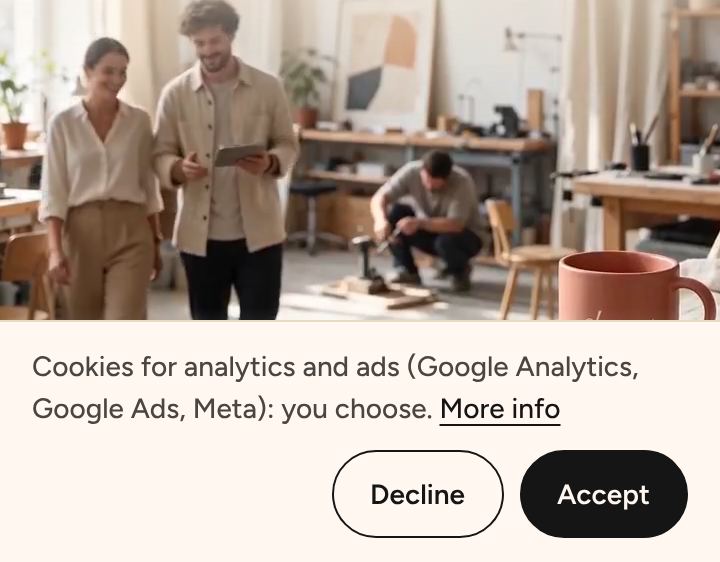 Cookies for analytics and ads (Google Analytics,
Google Ads, Meta): you choose. More info
Decline
Accept